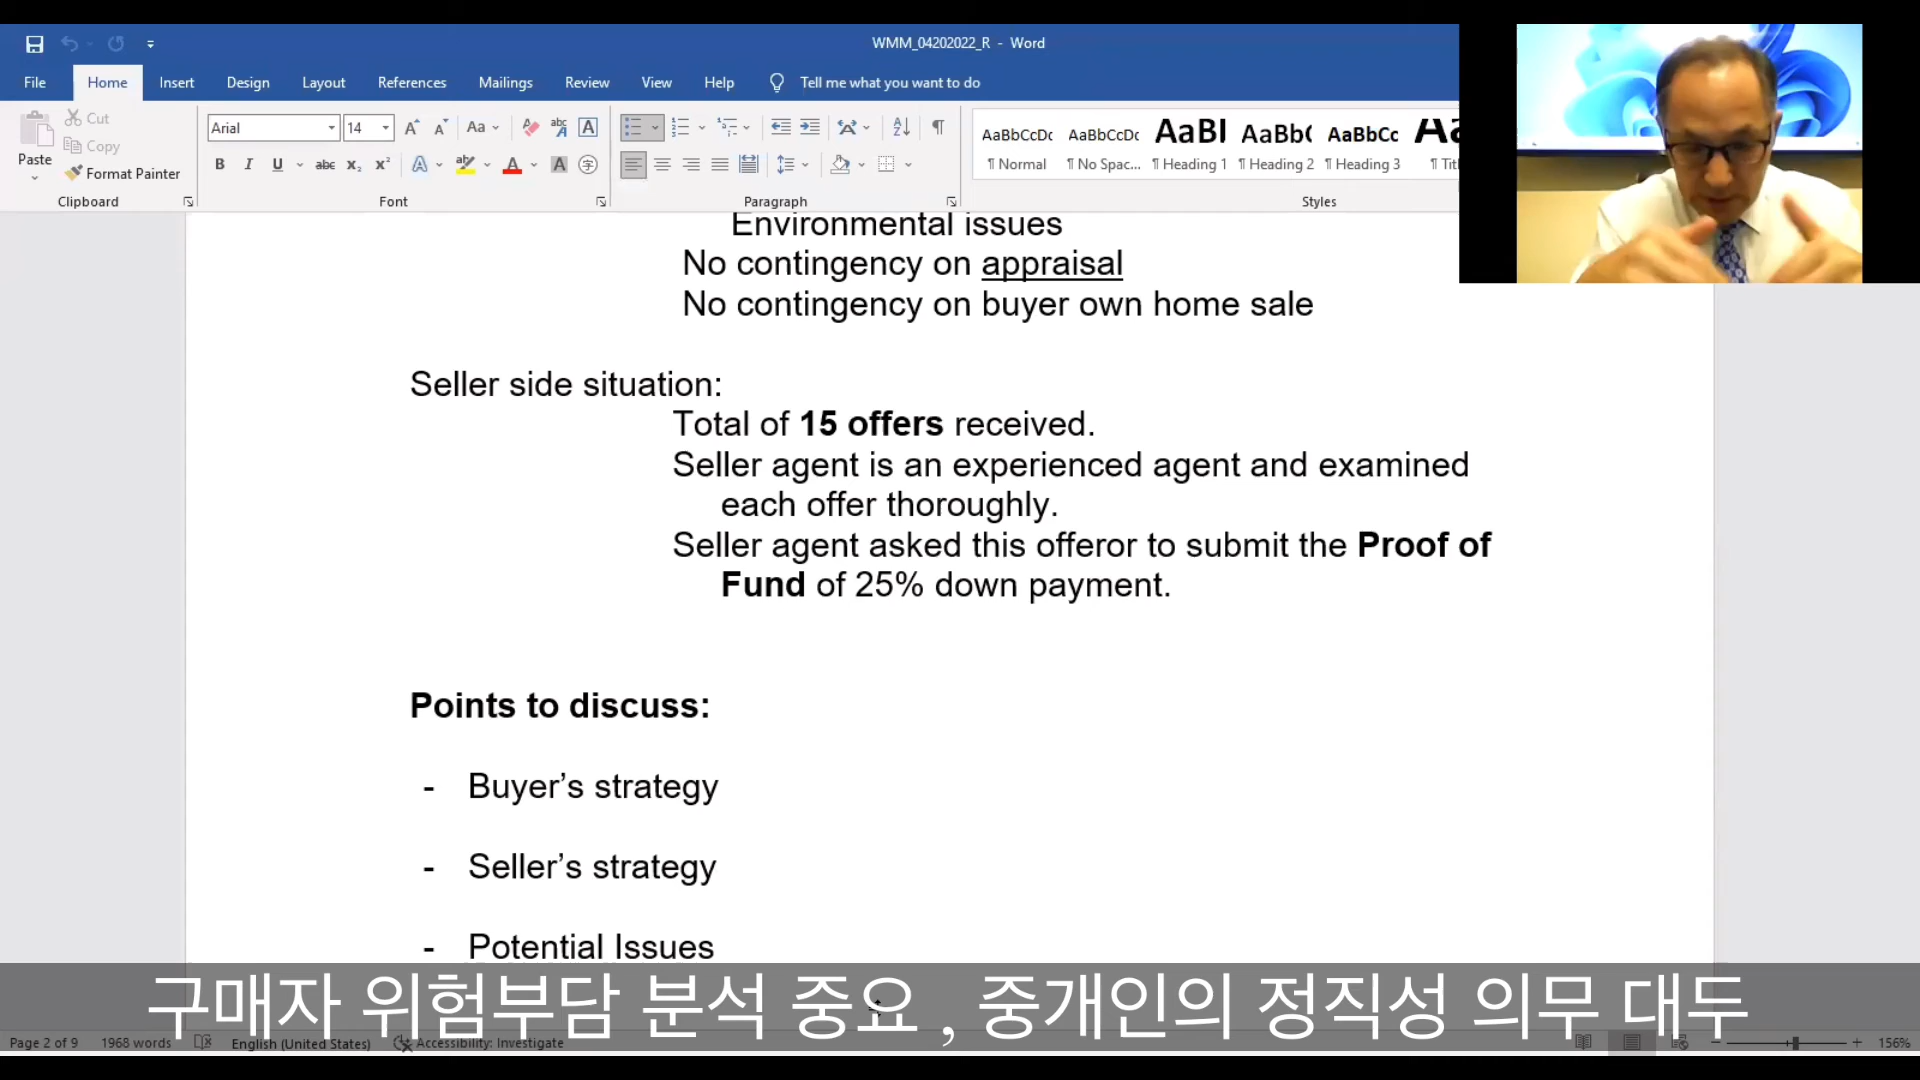 WMM_04202022_R - Word
File Home Insert Design Layout References Mailings Review View Help Tell me what you want to do
Paste
Cut
Copy
Format Painter
Clipboard
Arial 14
Font
Paragraph
AaBbCcDc AaBbCcDc AaBl AaBb( AaBbCc
¶ Normal ¶ No Spac... ¶ Heading 1 ¶ Heading 2 ¶ Heading 3
Styles
Environmental issues
No contingency on appraisal
No contingency on buyer own home sale
Seller side situation:
Total of 15 offers received.
Seller agent is an experienced agent and examined
each offer thoroughly.
Seller agent asked this offeror to submit the Proof of
Fund of 25% down payment.
Points to discuss:
- Buyer’s strategy
- Seller’s strategy
- Potential Issues
구매자 위험부담 분석 중요 , 중개인의 정직성 의무 대두
Page 2 of 9 1968 words English (United States) Accessibility: Investigate 156%